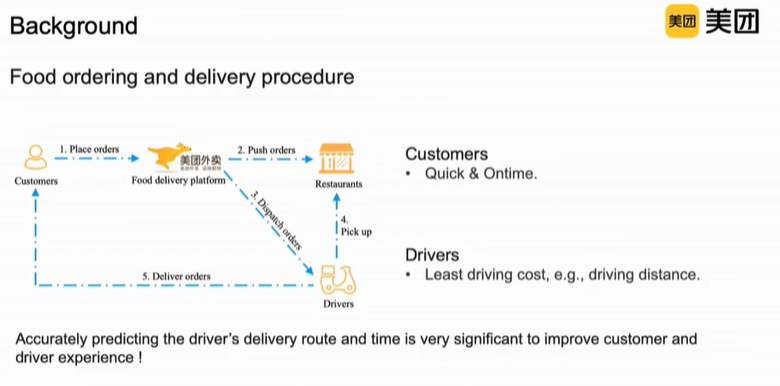 Background
美团 美团
Food ordering and delivery procedure
1. Place orders
美团外卖
2. Push orders
Customers
Food delivery platform
Restaurants
3. Dispatch orders
4.
Pick up
5. Deliver orders
Drivers
Customers
• Quick & Ontime.
Drivers
• Least driving cost, e.g., driving distance.
Accurately predicting the driver's delivery route and time is very significant to improve customer and
driver experience !